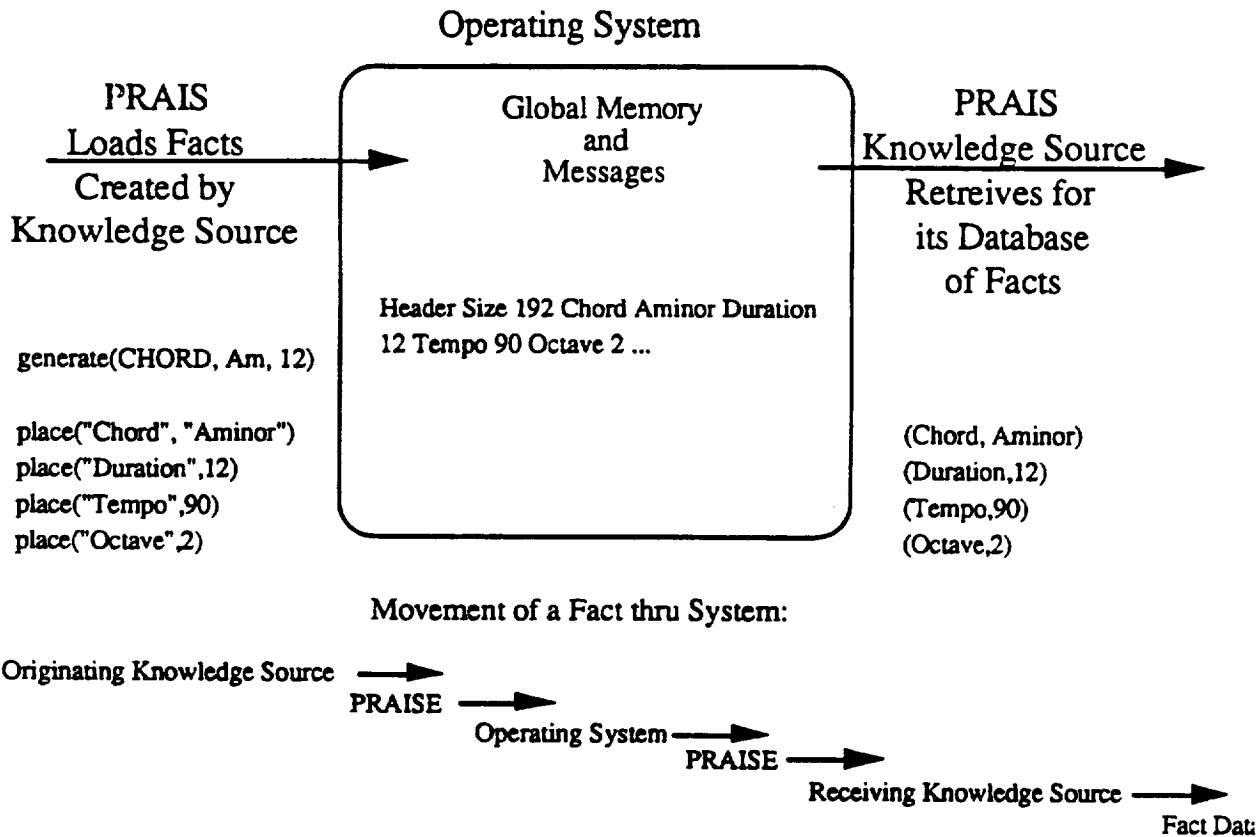 Operating System
PRAIS
Loads Facts
Created by
Knowledge Source
Global Memory
and
Messages
PRAIS
Knowledge Source
Retreives for
its Database
of Facts
Header Size 192 Chord Aminor Duration
12 Tempo 90 Octave 2 ...
generate(CHORD, Am, 12)
place("Chord", "Aminor")
place("Duration",12)
place("Tempo",90)
place("Octave",2)
(Chord, Aminor)
(Duration,12)
(Tempo,90)
(Octave,2)
Movement of a Fact thru System:
Originating Knowledge Source
PRAISE
Operating System
PRAISE
Receiving Knowledge Source
Fact